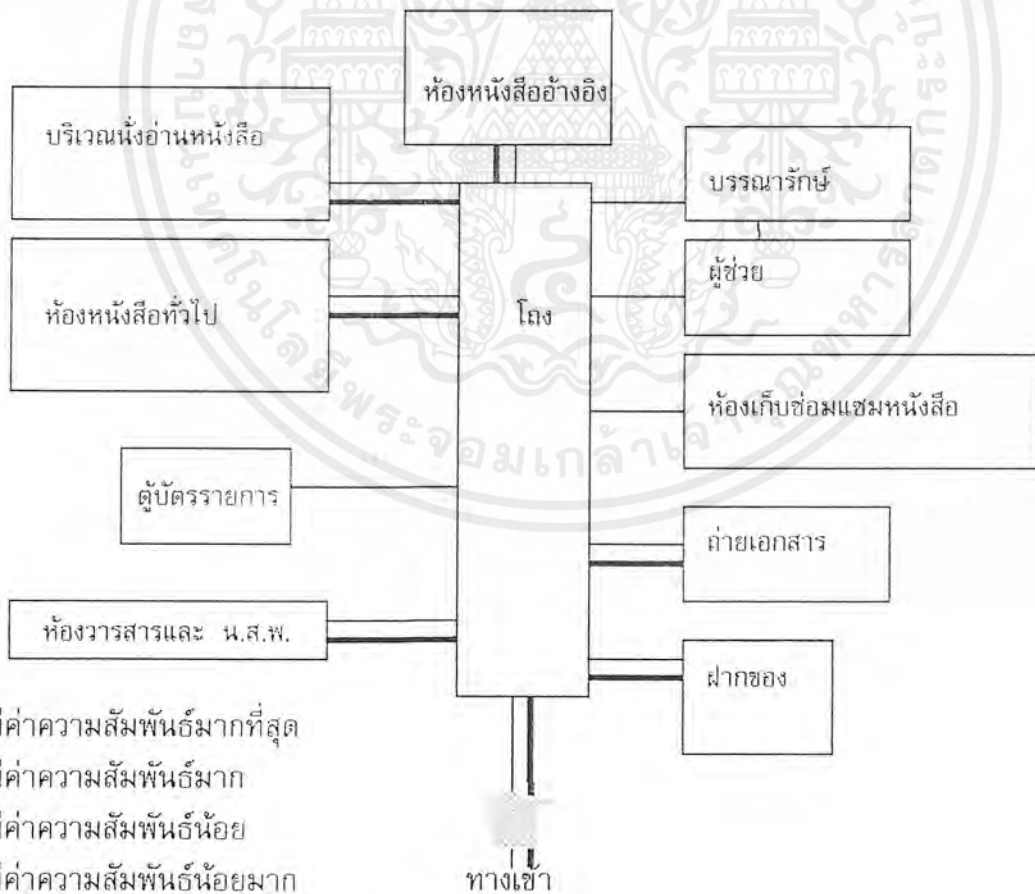 ห้องหนังสืออ้างอิง
บริเวณนั่งอ่านหนังสือ
บรรณารักษ์
ผู้ช่วย
ห้องหนังสือทั่วไป
โถง
ห้องเก็บซ่อมแซมหนังสือ
ตู้บัตรรายการ
ถ่ายเอกสาร
ห้องวารสารและ น.ส.พ.
ฝากของ
มีค่าความสัมพันธ์มากที่สุด
มีค่าความสัมพันธ์มาก
มีค่าความสัมพันธ์น้อย
มีค่าความสัมพันธ์น้อยมาก
ทางเข้า